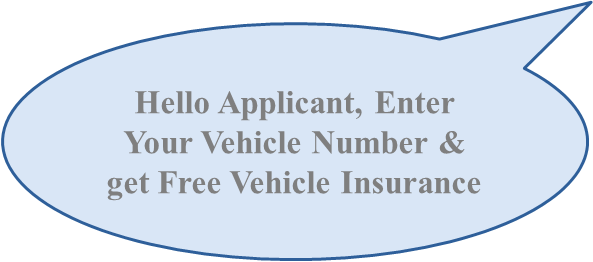 Hello Applicant, Enter
Your Vehicle Number &
get Free Vehicle Insurance